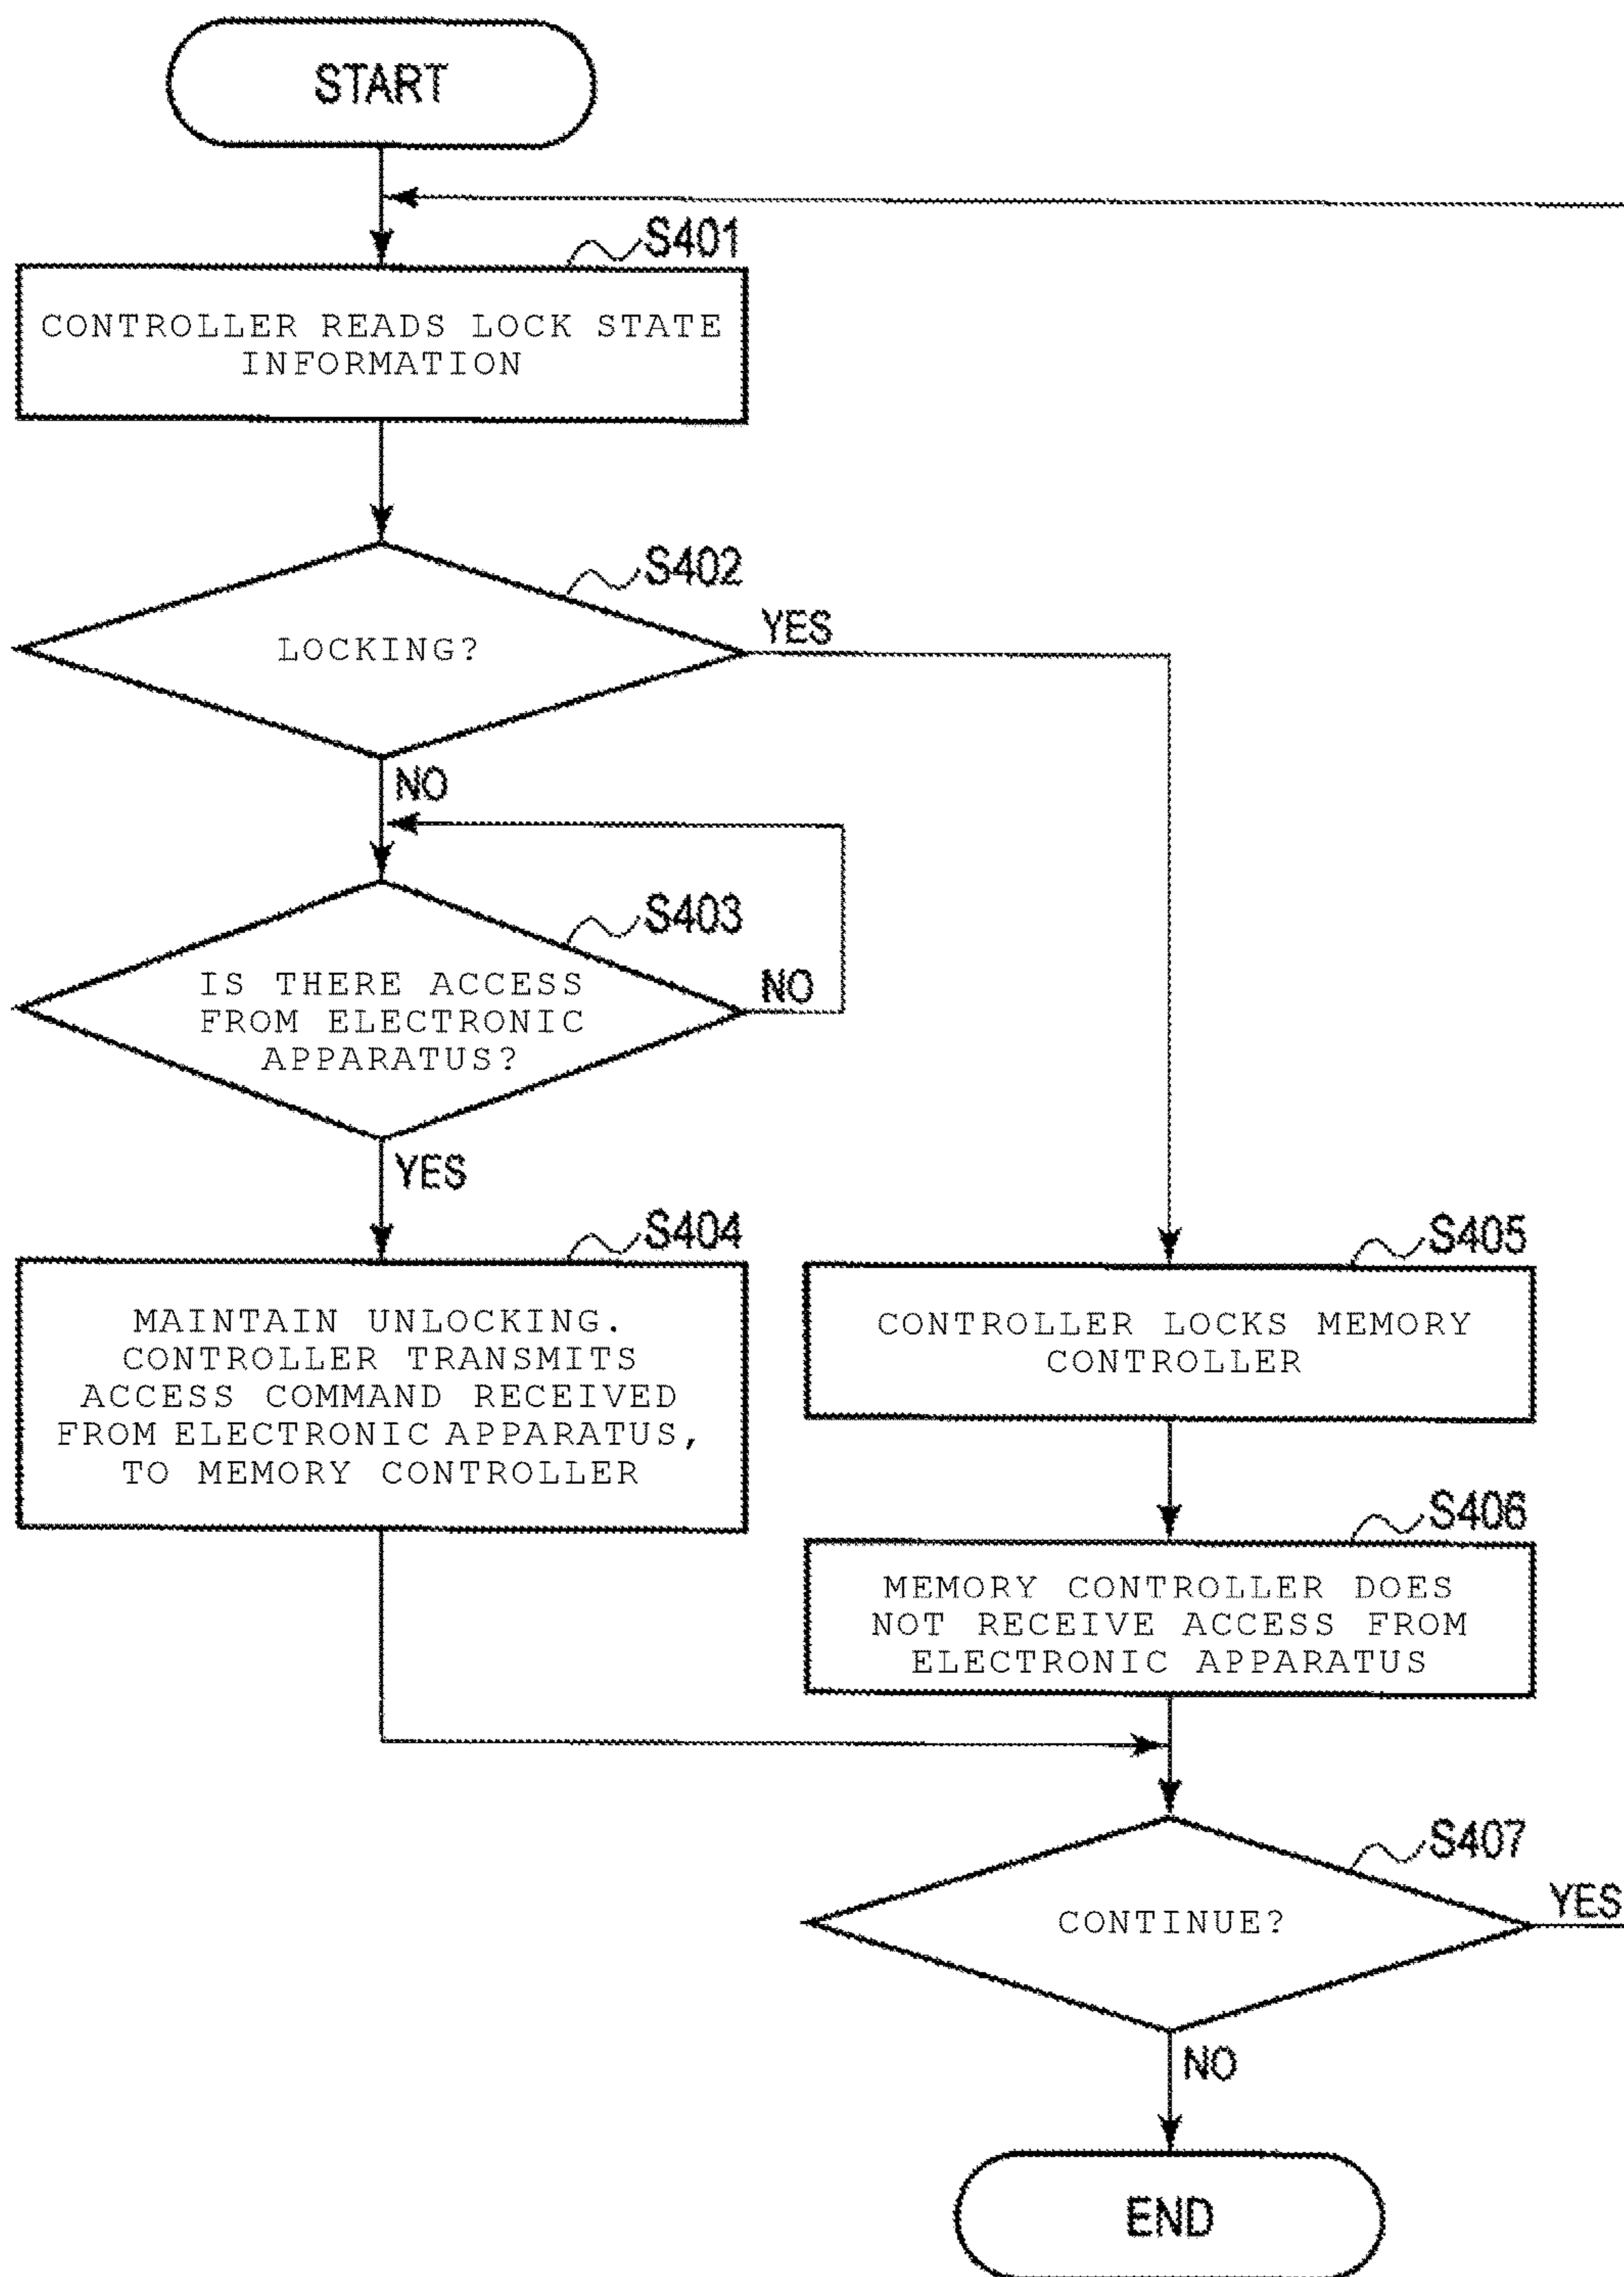 START
S401
CONTROLLER READS LOCK STATE
INFORMATION
S402
LOCKING?
YES
NO
S403
IS THERE ACCESS
FROM ELECTRONIC
APPARATUS?
NO
YES
S404
MAINTAIN UNLOCKING.
CONTROLLER TRANSMITS
ACCESS COMMAND RECEIVED
FROM ELECTRONIC APPARATUS,
TO MEMORY CONTROLLER
S405
CONTROLLER LOCKS MEMORY
CONTROLLER
S406
MEMORY CONTROLLER DOES
NOT RECEIVE ACCESS FROM
ELECTRONIC APPARATUS
S407
CONTINUE?
YES
NO
END